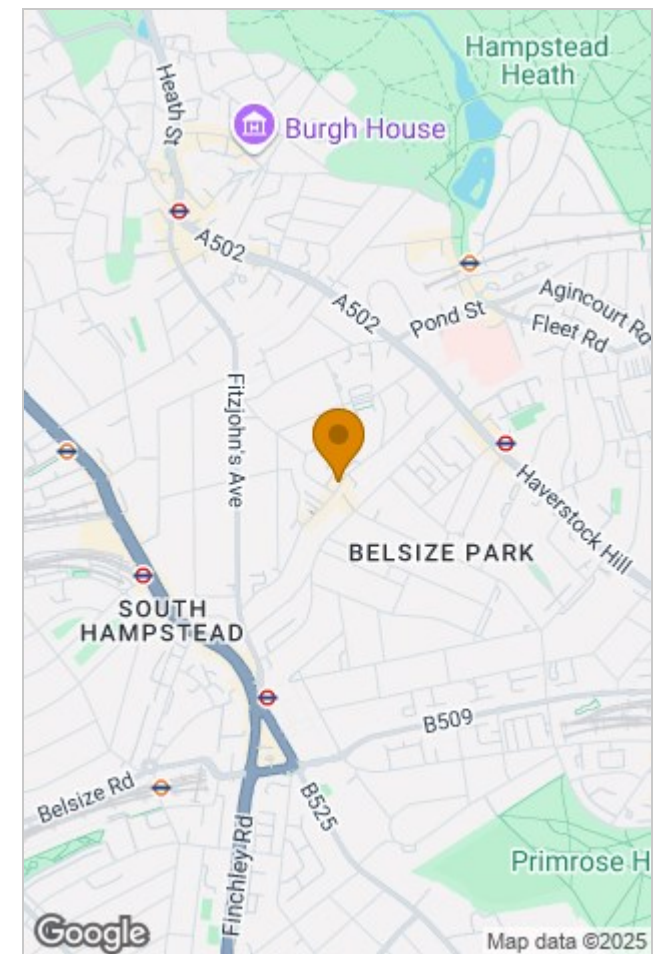 Hampstead
Heath
Heath St
Burgh House
A502
A502
Pond St
Agincourt Rd
Fleet Rd
Fitzjohn's Ave
Haverstock Hill
BELSIZE PARK
SOUTH
HAMPSTEAD
B509
Belsize Rd
B525
Finchley Rd
Primrose H
Google
Map data ©2025